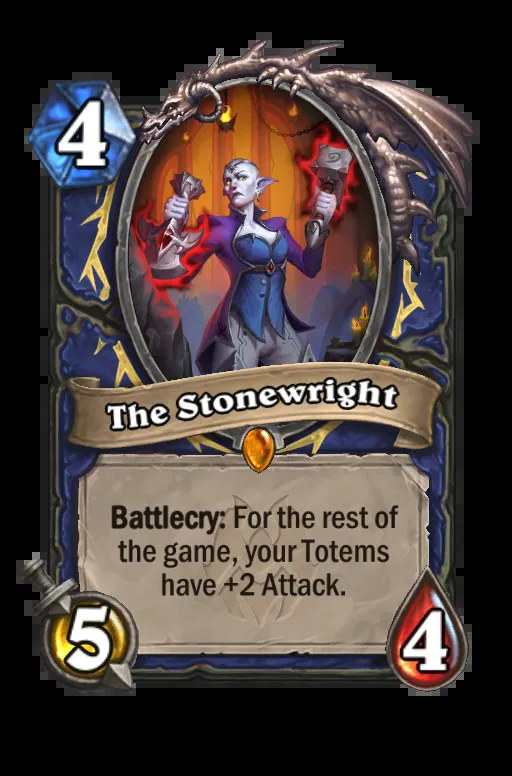 4
The Stonewright
Battlecry: For the rest of
the game, your Totems
have +2 Attack.
5
4